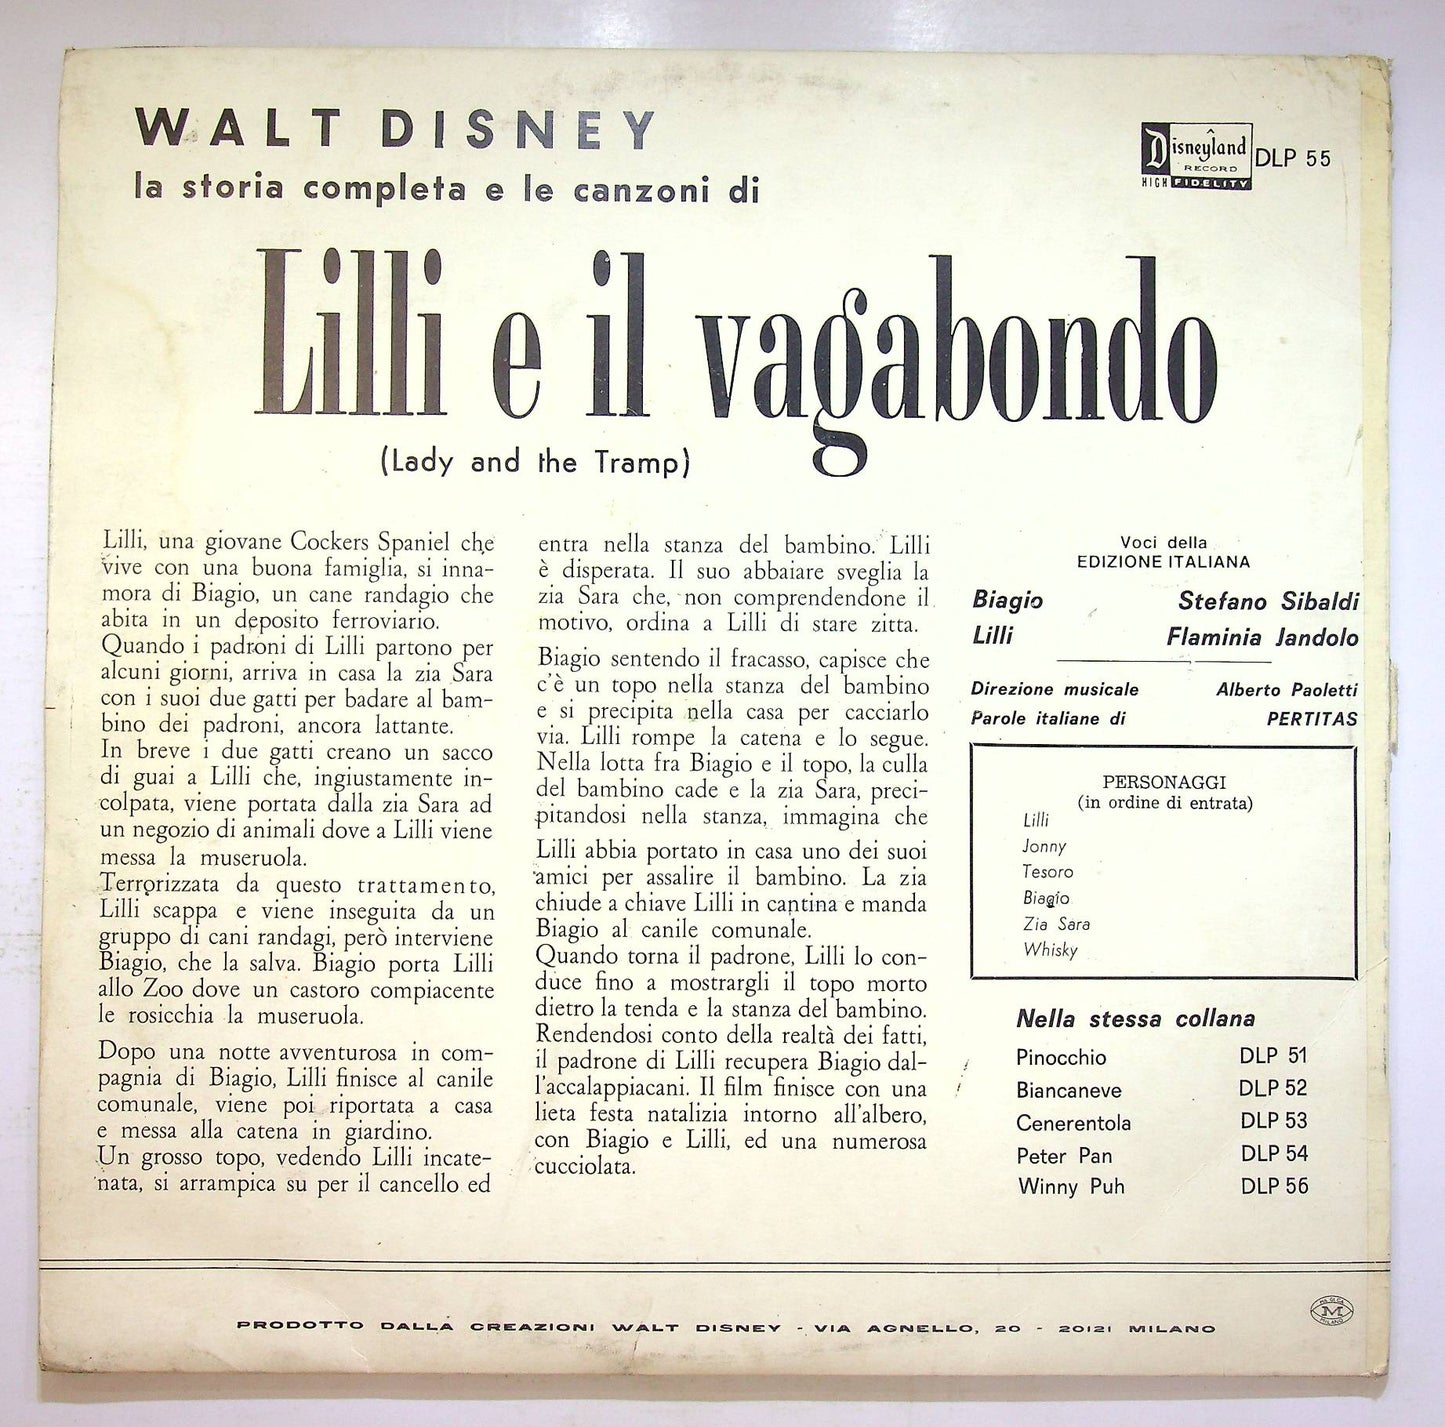 WALT DISNEY
la storia completa e le canzoni di
Disneyland
RECORD
HIGH FIDELITY
DLP 55
Lilli e il vagabondo
(Lady and the Tramp)
Lilli, una giovane Cockers Spaniel che
vive con una buona famiglia, si inna-
mora di Biagio, un cane randagio che
abita in un deposito ferroviario.
Quando i padroni di Lilli partono per
alcuni giorni, arriva in casa la zia Sara
con i suoi due gatti per badare al bam-
bino dei padroni, ancora lattante.
In breve i due gatti creano un sacco
di guai a Lilli che, ingiustamente in-
colpata, viene portata dalla zia Sara ad
un negozio di animali dove a Lilli viene
messa la museruola.
Terrorizzata da questo trattamento,
Lilli scappa e viene inseguita da un
gruppo di cani randagi, però interviene
Biagio, che la salva. Biagio porta Lilli
allo Zoo dove un castoro compiacente
le rosicchia la museruola.
Dopo una notte avventurosa in com-
pagnia di Biagio, Lilli finisce al canile
comunale, viene poi riportata a casa
e messa alla catena in giardino.
Un grosso topo, vedendo Lilli incate-
nata, si arrampica su per il cancello ed
entra nella stanza del bambino. Lilli
è disperata. Il suo abbaiare sveglia la
zia Sara che, non comprendendone il
motivo, ordina a Lilli di stare zitta.
Biagio sentendo il fracasso, capisce che
c'è un topo nella stanza del bambino
e si precipita nella casa per cacciarlo
via. Lilli rompe la catena e lo segue.
Nella lotta fra Biagio e il topo, la culla
del bambino cade e la zia Sara, preci-
pitandosi nella stanza, immagina che
Lilli abbia portato in casa uno dei suoi
amici per assalire il bambino. La zia
chiude a chiave Lilli in cantina e manda
Biagio al canile comunale.
Quando torna il padrone, Lilli lo con-
duce fino a mostrargli il topo morto
dietro la tenda e la stanza del bambino.
Rendendosi conto della realtà dei fatti,
il padrone di Lilli recupera Biagio dal-
l'accalappiacani. Il film finisce con una
lieta festa natalizia intorno all'albero,
con Biagio e Lilli, ed una numerosa
cucciolata.
Voci della
EDIZIONE ITALIANA
Biagio Stefano Sibaldi
Lilli Flaminia Jandolo
Direzione musicale Alberto Paoletti
Parole italiane di PERTITAS
PERSONAGGI
(in ordine di entrata)
Lilli
Jonny
Tesoro
Biagio
Zia Sara
Whisky
Nella stessa collana
Pinocchio DLP 51
Biancaneve DLP 52
Cenerentola DLP 53
Peter Pan DLP 54
Winny Puh DLP 56
PRODOTTO DALLA CREAZIONI WALT DISNEY - VIA AGNELLO, 20 - 20121 MILANO
M
MILANO